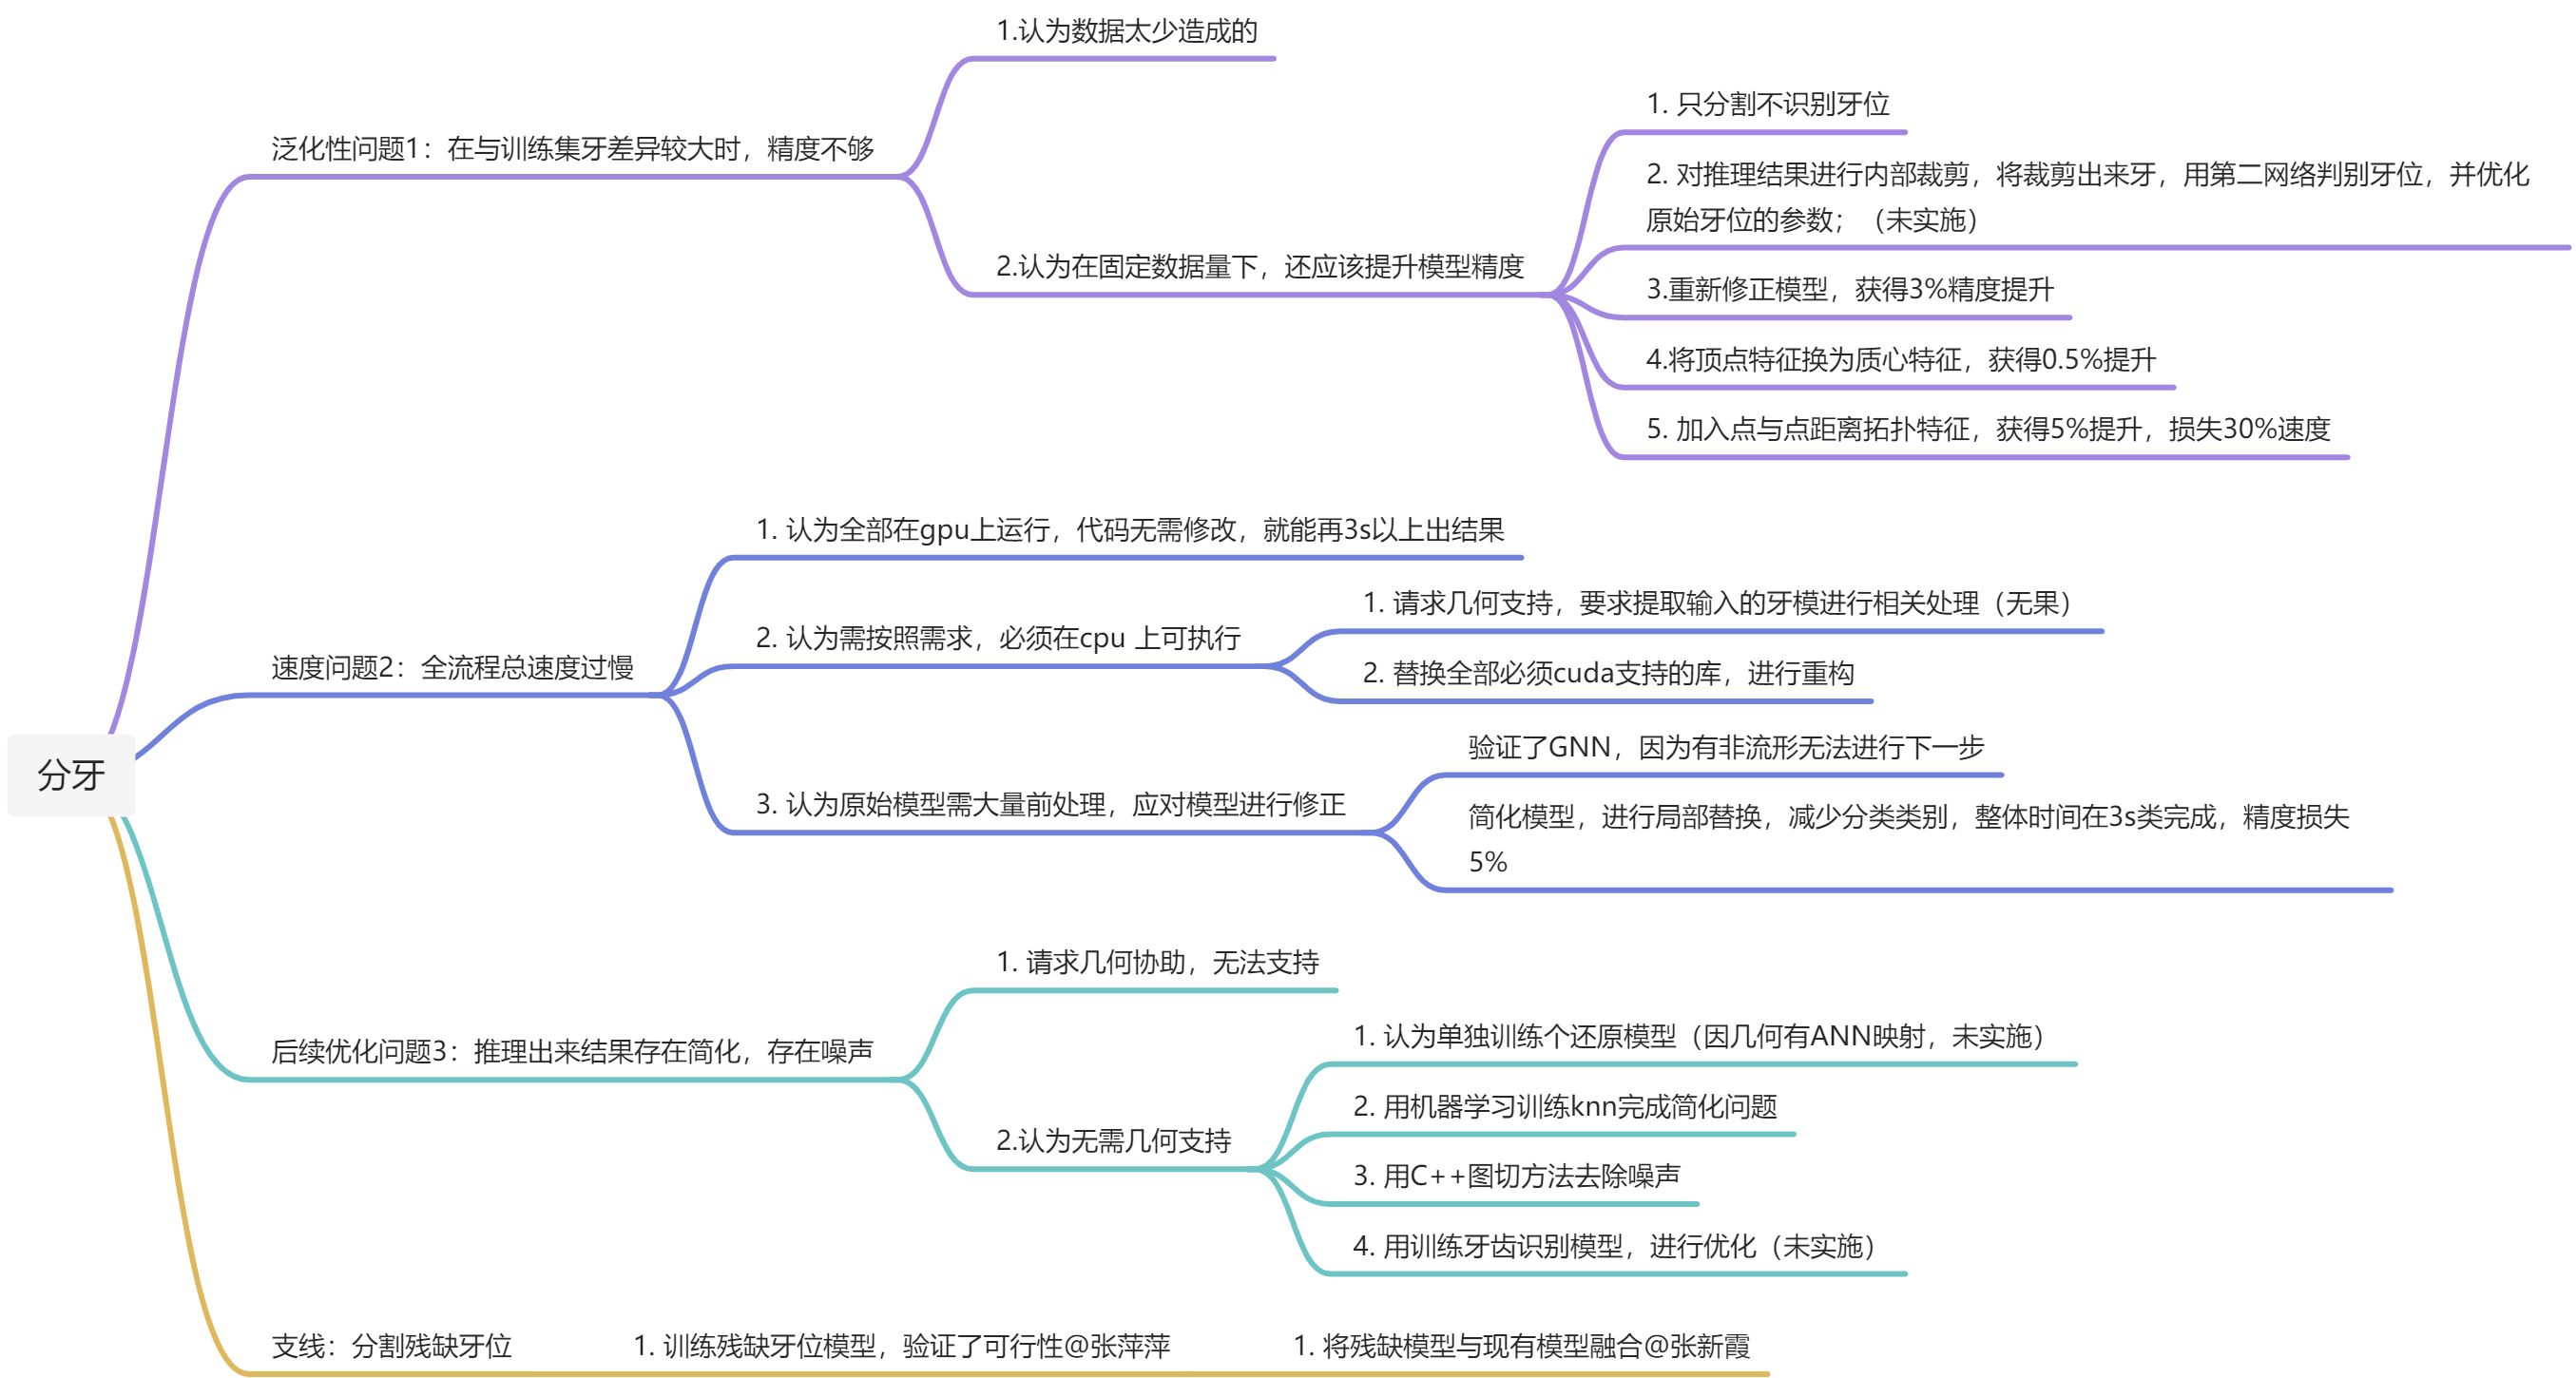 分牙
泛化性问题1：在与训练集牙差异较大时，精度不够
1.认为数据太少造成的
2.认为在固定数据量下，还应该提升模型精度
1. 只分割不识别牙位
2. 对推理结果进行内部裁剪，将裁剪出来牙，用第二网络判别牙位，并优化
原始牙位的参数；（未实施）
3.重新修正模型，获得3%精度提升
4.将顶点特征换为质心特征，获得0.5%提升
5. 加入点与点距离拓扑特征，获得5%提升，损失30%速度
速度问题2：全流程总速度过慢
1. 认为全部在gpu上运行，代码无需修改，就能再3s以上出结果
2. 认为需按照需求，必须在cpu 上可执行
1. 请求几何支持，要求提取输入的牙模进行相关处理（无果）
2. 替换全部必须cuda支持的库，进行重构
3. 认为原始模型需大量前处理，应对模型进行修正
验证了GNN，因为有非流形无法进行下一步
简化模型，进行局部替换，减少分类类别，整体时间在3s类完成，精度损失
5%
后续优化问题3：推理出来结果存在简化，存在噪声
1. 请求几何协助，无法支持
2.认为无需几何支持
1. 认为单独训练个还原模型（因几何有ANN映射，未实施）
2. 用机器学习训练knn完成简化问题
3. 用C++图切方法去除噪声
4. 用训练牙齿识别模型，进行优化（未实施）
支线：分割残缺牙位
1. 训练残缺牙位模型，验证了可行性@张萍萍
1. 将残缺模型与现有模型融合@张新霞